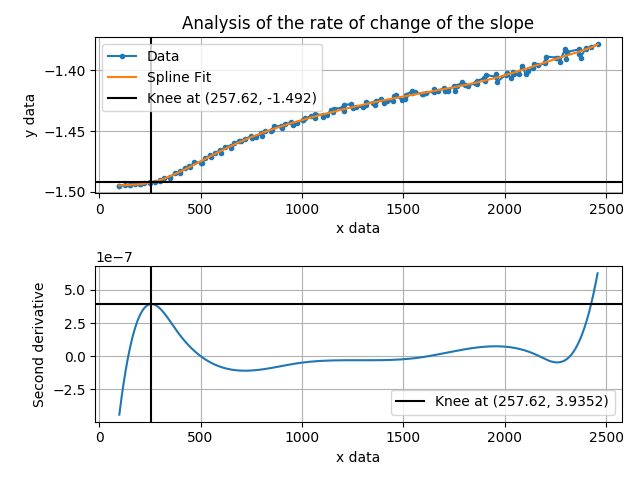 Analysis of the rate of change of the slope
Data
Spline Fit
Knee at (257.62, -1.492)
−1.40
−1.45
−1.50
y data
0 500 1000 1500 2000 2500
x data
1e−7
5.0
2.5
0.0
−2.5
Second derivative
Knee at (257.62, 3.9352)
0 500 1000 1500 2000 2500
x data